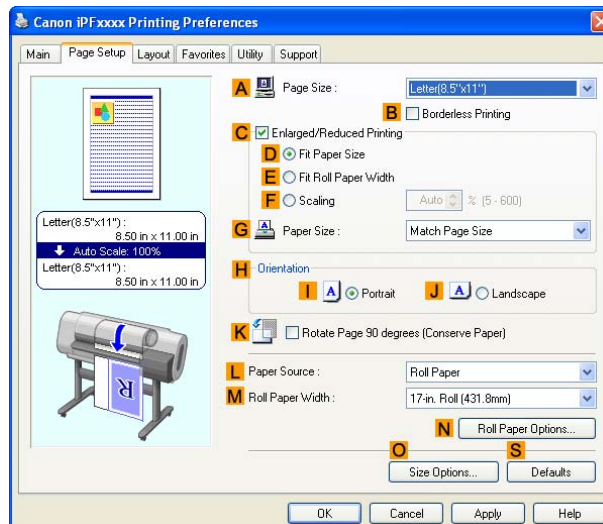 Canon iPFxxxx Printing Preferences
Main Page Setup Layout Favorites Utility Support
A Page Size : Letter(8.5"x11")
B Borderless Printing
C Enlarged/Reduced Printing
D Fit Paper Size
E Fit Roll Paper Width
F Scaling Auto % (5 - 600)
G Paper Size : Match Page Size
Letter(8.5"x11") :
8.50 in x 11.00 in
Auto Scale: 100%
Letter(8.5"x11") :
8.50 in x 11.00 in
H Orientation
I A Portrait J A Landscape
K Rotate Page 90 degrees (Conserve Paper)
R
L Paper Source : Roll Paper
M Roll Paper Width : 17-in. Roll (431.8mm)
N Roll Paper Options...
O S
Size Options... Defaults
OK Cancel Apply Help